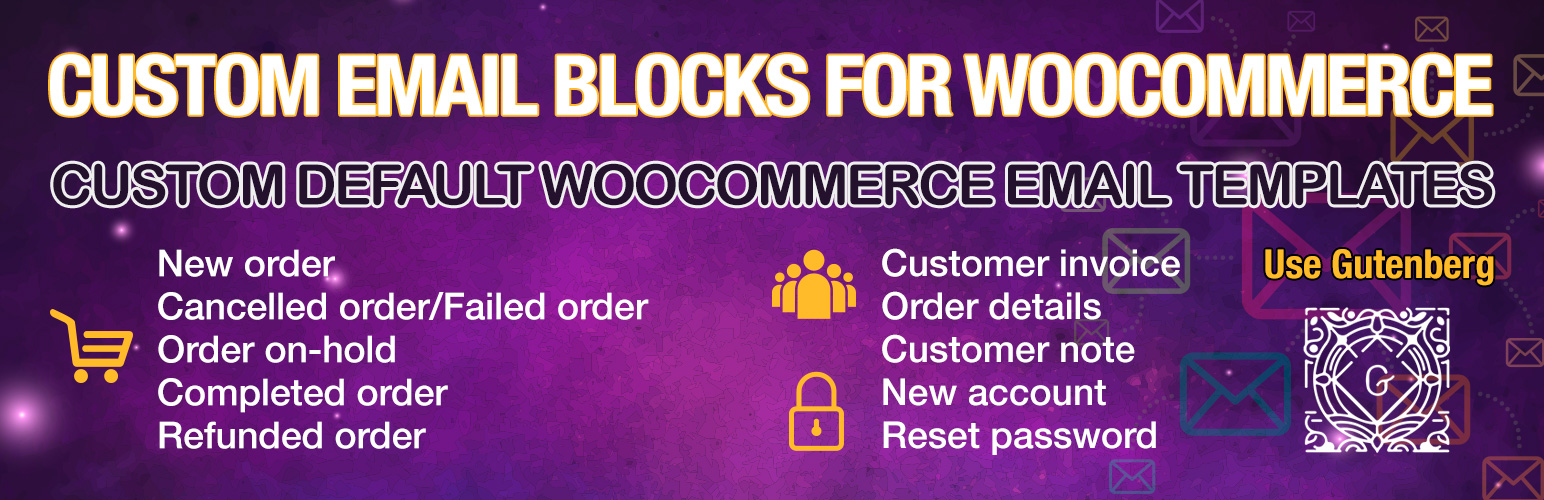 CUSTOM EMAIL BLOCKS FOR WOOCOMMERCE
CUSTOM DEFAULT WOOCOMMERCE EMAIL TEMPLATES
New order
Cancelled order/Failed order
Order on-hold
Completed order
Refunded order
Customer invoice
Order details
Customer note
New account
Reset password
Use Gutenberg
G